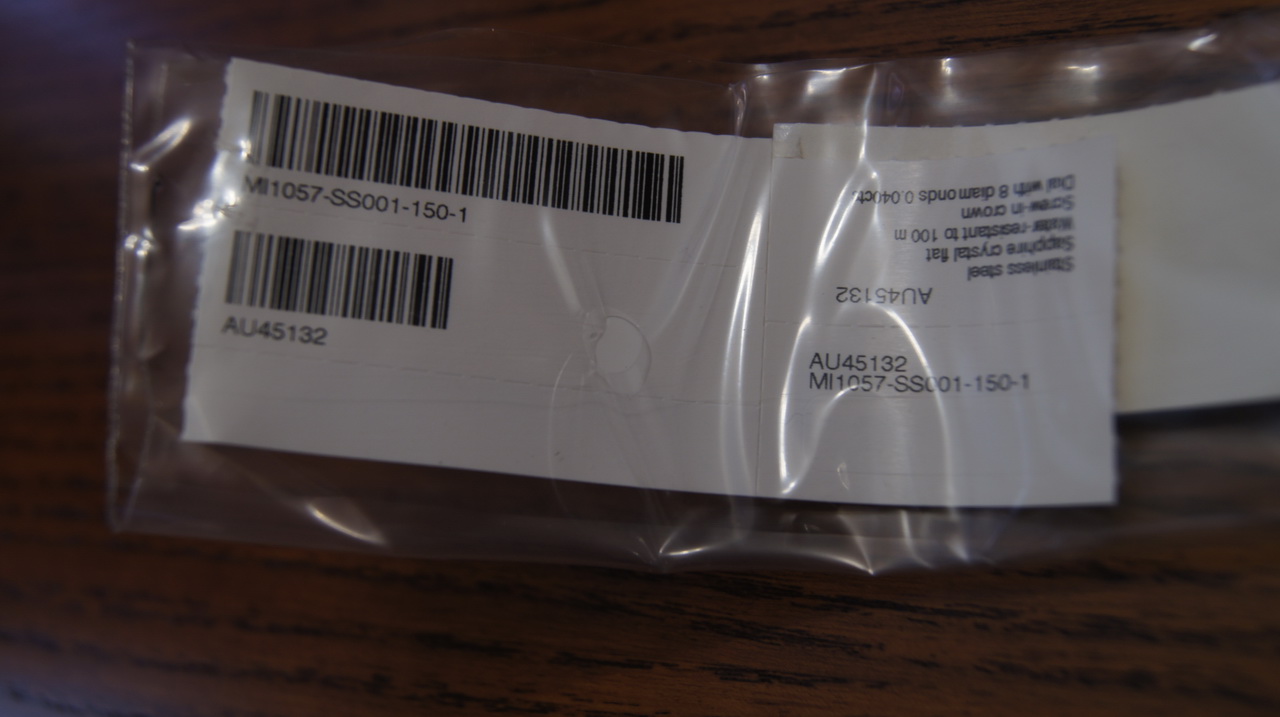 MI1057-SS001-150-1
AU45132
AU45132
Stainless steel
Sapphire crystal flat
Water-resistant to 100 m
Screw-in crown
Dial with 8 diamonds 0.040cts
AU45132
MI1057-SS001-150-1